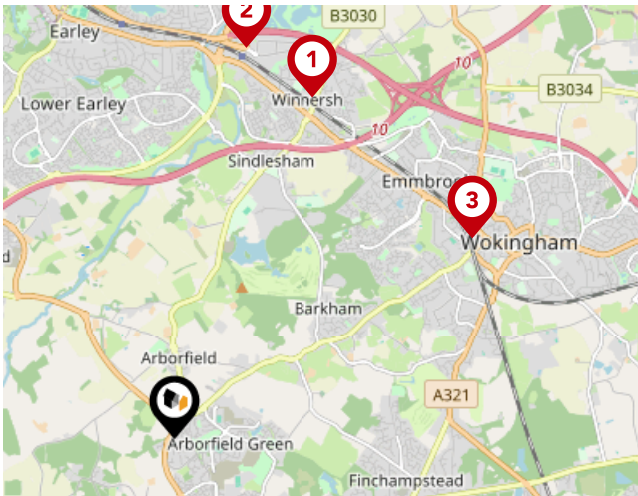 2
B3030
Earley
1
10
B3034
Lower Earley
Winnersh
10
Sindlesham
Emmbroo
3
Wokingham
Barkham
Arborfield
A321
Arborfield Green
Finchampstead